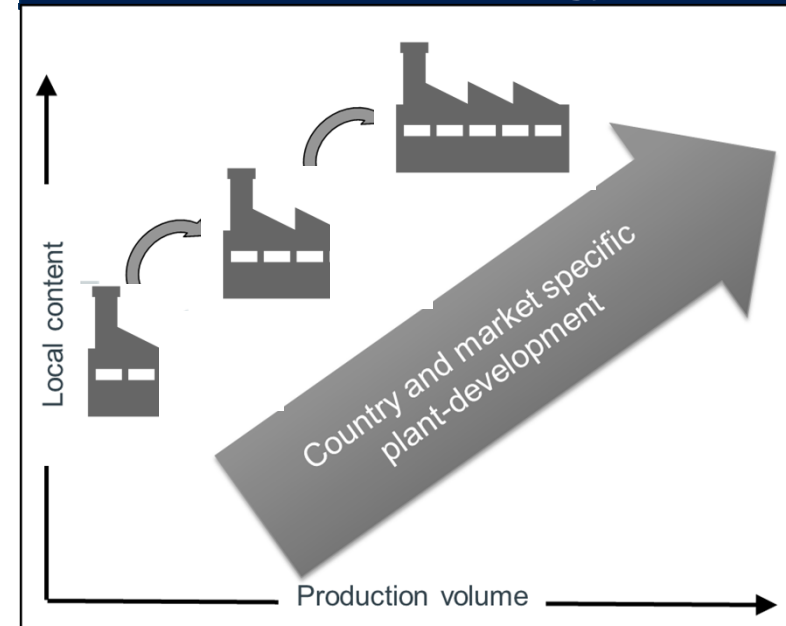 Local content
Country and market specific
plant-development
Production volume